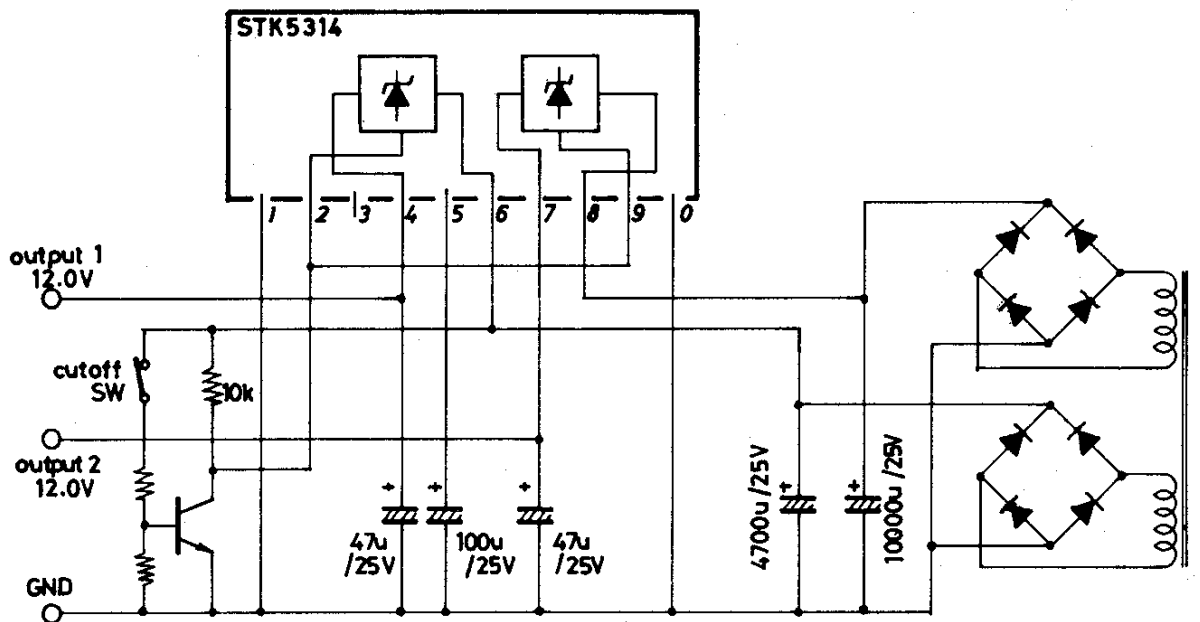 STK5314
1 2 3 4 5 6 7 8 9 0
output 1
12.0V
cutoff
SW
10k
output 2
12.0V
47u
/25V
100u
/25V
47u
/25V
4700u/25V
10000u/25V
GND
+
+
+
+
+